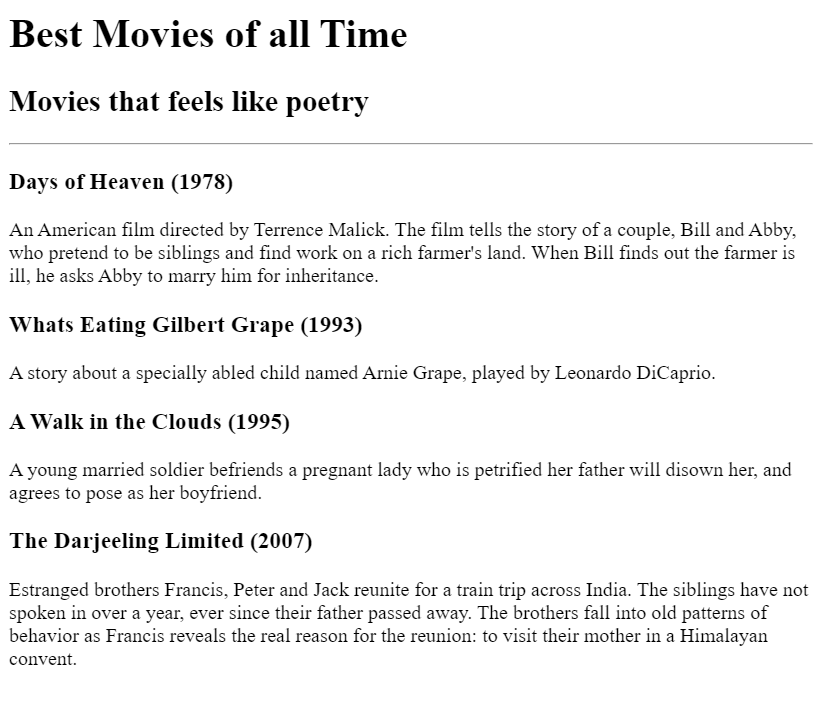 Best Movies of all Time
Movies that feels like poetry
Days of Heaven (1978)
An American film directed by Terrence Malick. The film tells the story of a couple, Bill and Abby,
who pretend to be siblings and find work on a rich farmer's land. When Bill finds out the farmer is
ill, he asks Abby to marry him for inheritance.
Whats Eating Gilbert Grape (1993)
A story about a specially abled child named Arnie Grape, played by Leonardo DiCaprio.
A Walk in the Clouds (1995)
A young married soldier befriends a pregnant lady who is petrified her father will disown her, and
agrees to pose as her boyfriend.
The Darjeeling Limited (2007)
Estranged brothers Francis, Peter and Jack reunite for a train trip across India. The siblings have not
spoken in over a year, ever since their father passed away. The brothers fall into old patterns of
behavior as Francis reveals the real reason for the reunion: to visit their mother in a Himalayan
convent.